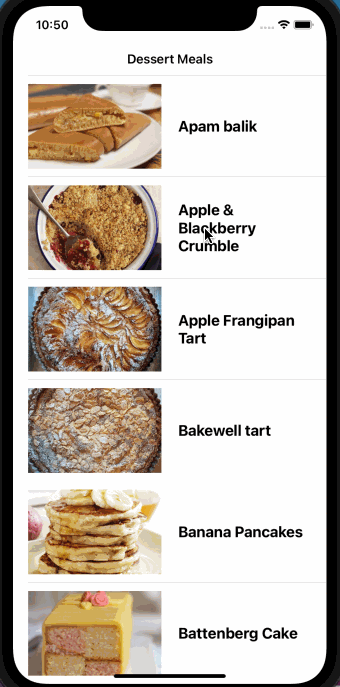 10:50
Dessert Meals
Apam balik
Apple &
Blackberry
Crumble
Apple Frangipan
Tart
Bakewell tart
Banana Pancakes
Battenberg Cake